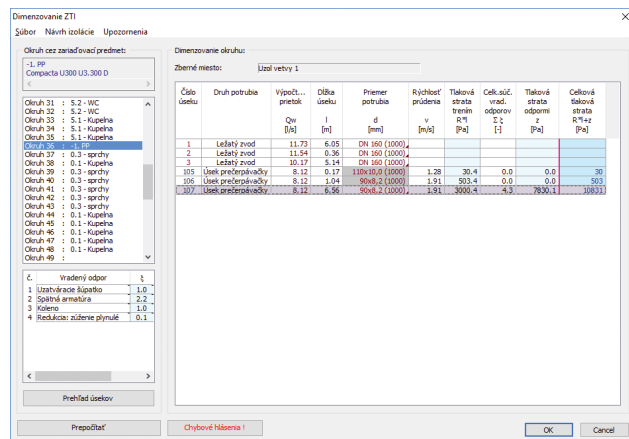 Dimenzovanie ZTI
Súbor Návrh izolácie Upozornenia
Okruh cez zariaďovací predmet:
-1. PP
Compacta U300 U3.300 D
Okruh 31 : 5.2 - WC
Okruh 32 : 5.2 - WC
Okruh 33 : 5.1 - Kupelna
Okruh 34 : 5.1 - Kupelna
Okruh 35 : 5.1 - Kupelna
Okruh 36 : -1. PP
Okruh 37 : 0.3 - sprchy
Okruh 38 : 0.1 - Kupelna
Okruh 39 : 0.3 - sprchy
Okruh 40 : 0.3 - sprchy
Okruh 41 : 0.3 - sprchy
Okruh 42 : 0.3 - sprchy
Okruh 43 : 0.3 - sprchy
Okruh 44 : 0.1 - Kupelna
Okruh 45 : 0.1 - Kupelna
Okruh 46 : 0.1 - Kupelna
Okruh 47 : 0.1 - Kupelna
Okruh 48 : 0.1 - Kupelna
Okruh 49 :
č. Vradený odpor ξ
1 Uzatváracie šúpatko 1.0
2 Spätná armatúra 2.2
3 Koleno 1.0
4 Redukcia: zúženie plynulé 0.1
Prehľad úsekov
Prepočítať
Dimenzovanie okruhu:
Zberné miesto: Uzol vetvy 1
Číslo Druh potrubia Výpočt... Dĺžka Priemer Rýchlosť Tlaková Celk.súč. Tlaková Celková
úseku prietok úseku potrubia prúdenia strata vrad. strata tlaková
trením odporov odpormi strata
Qw l d v R*l Σ ξ z R*l+z
[l/s] [m] [mm] [m/s] [Pa] [-] [Pa] [Pa]
1 Ležatý zvod 11.73 6.05 DN 160 (1000)
2 Ležatý zvod 11.54 0.36 DN 160 (1000)
3 Ležatý zvod 10.17 5.14 DN 160 (1000)
105 Úsek prečerpávačky 8.12 0.17 110x10,0 (1000) 1.28 30.4 0.0 0.0 30
106 Úsek prečerpávačky 8.12 1.04 90x8,2 (1000) 1.91 503.4 0.0 0.0 503
107 Úsek prečerpávačky 8.12 6.56 90x8,2 (1000) 1.91 3000.4 4.3 7830.1 10831
Chybové hlásenia !
OK
Cancel